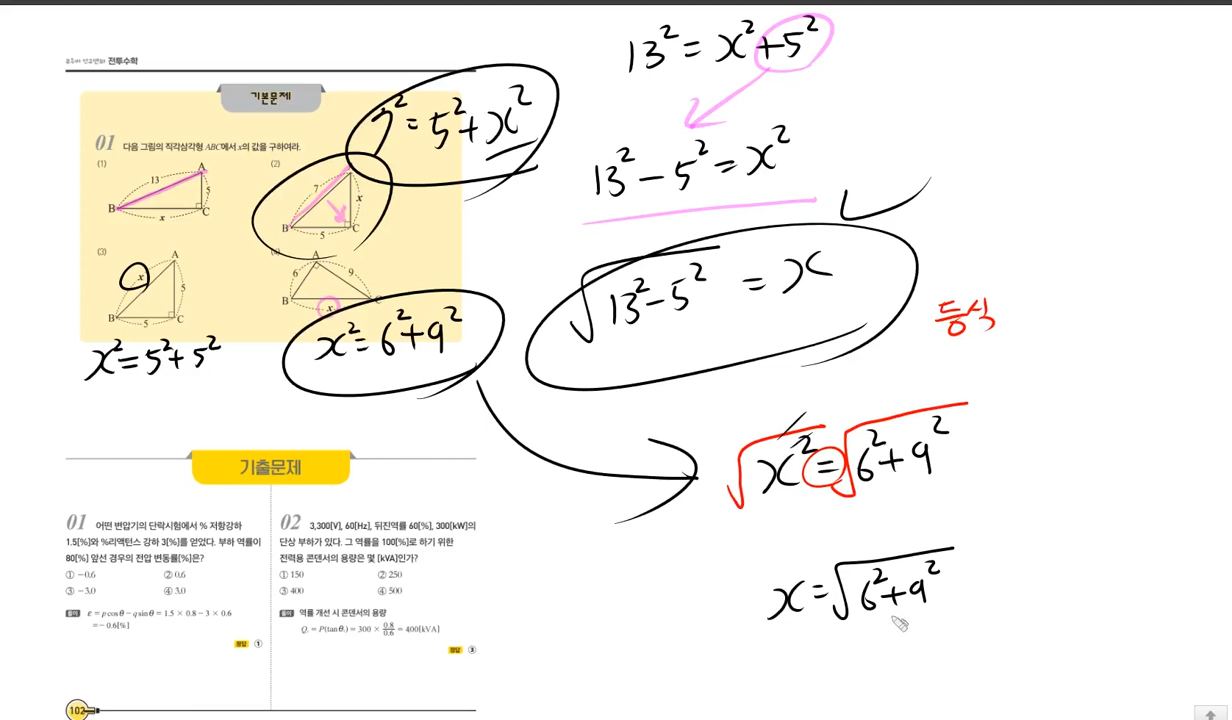 전투수학
기본문제
01 다음 그림의 직각삼각형 ABC에서 x의 값을 구하여라.
(1)
13
A
5
B
x
C
(2)
7
x
B
5
C
² = 5² + x²
(3)
x
A
5
B
5
C
x² = 5² + 5²
A
6
9
B
x
C
x² = 6² + 9²
13² = x² + 5²
13² − 5² = x²
√13² − 5² = x
등식
√x² = √6² + 9²
x = √6² + 9²
기출문제
01 어떤 변압기의 단락시험에서 % 저항강하
1.5[%]와 %리액턴스 강하 3[%]를 얻었다. 부하 역률이
80[%] 앞선 경우의 전압 변동률[%]은?
① −0.6 ② 0.6
③ −3.0 ④ 3.0
풀이 ε = p cos θ − q sin θ = 1.5 × 0.8 − 3 × 0.6
= − 0.6[%]
정답 ①
02 3,300[V], 60[Hz], 뒤진역률 60[%], 300[kW]의
단상 부하가 있다. 그 역률을 100[%]로 하기 위한
전력용 콘덴서의 용량은 몇 [kVA]인가?
① 150 ② 250
③ 400 ④ 500
풀이 역률 개선 시 콘덴서의 용량
= P(tan θ ) = 300 × 0.8/0.6 = 400[kVA]
정답 ③
102